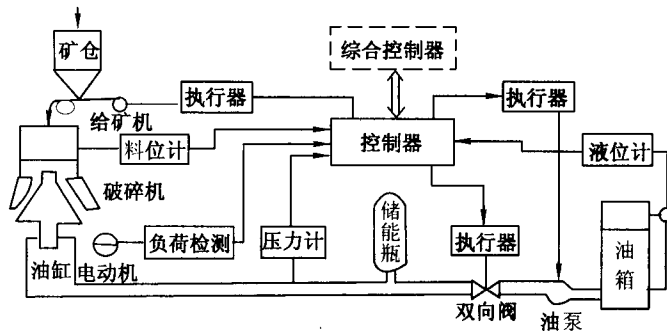 矿仓
综合控制器
执行器
执行器
给矿机
料位计
控制器
液位计
破碎机
储能瓶
负荷检测
压力计
执行器
油箱
油缸
电动机
双向阀
油泵